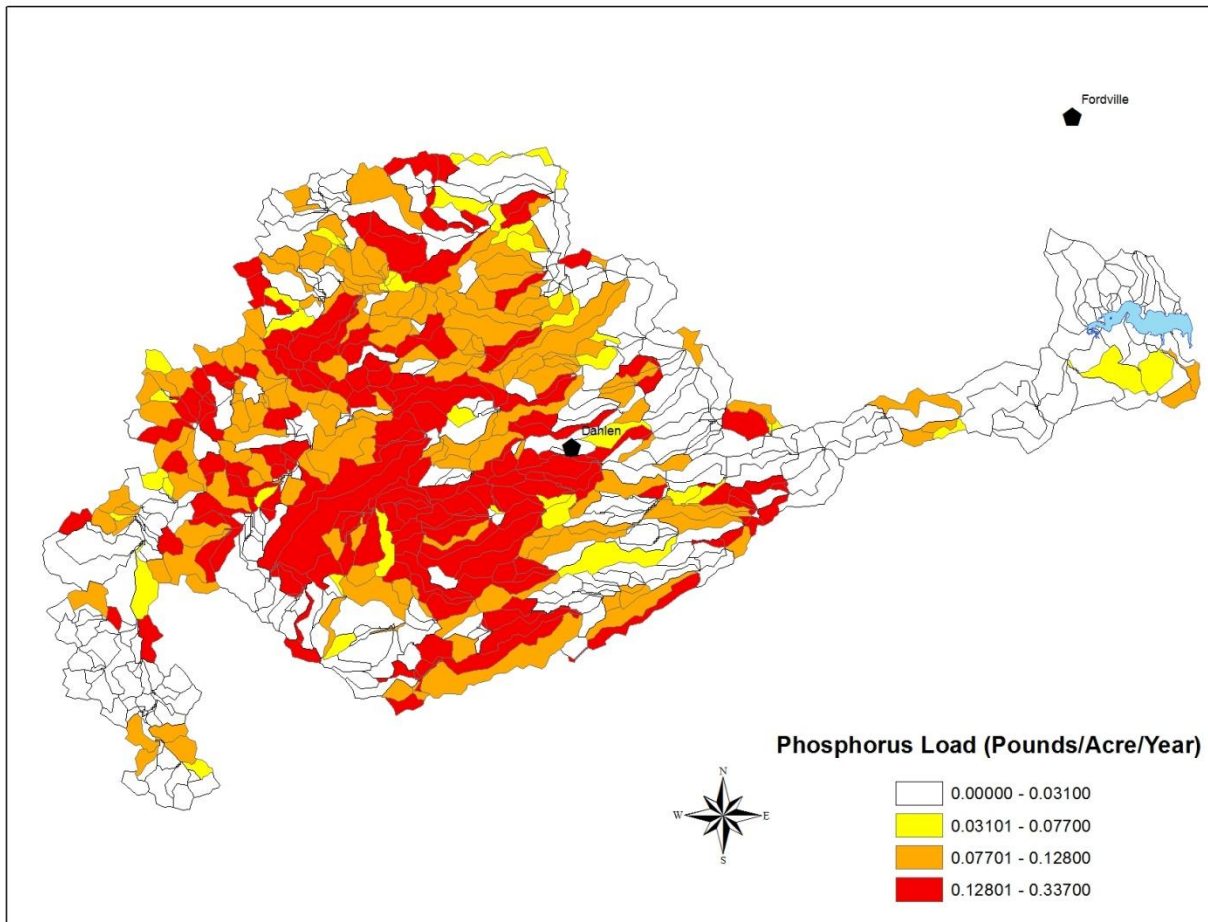 Fordville
Dahlen
Phosphorus Load (Pounds/Acre/Year)
0.00000 - 0.03100
0.03101 - 0.07700
0.07701 - 0.12800
0.12801 - 0.33700
N
W E
S